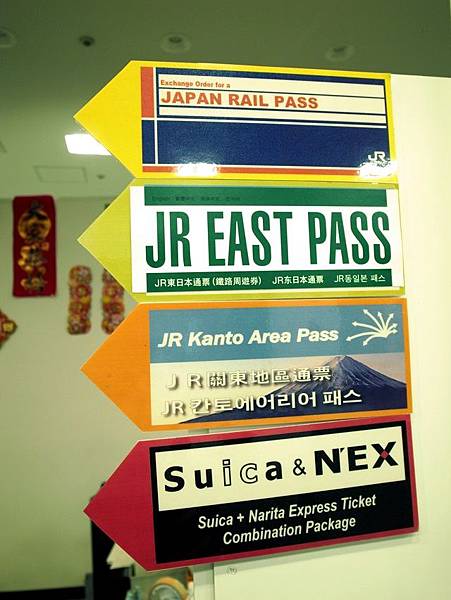 Exchange Order for a
JAPAN RAIL PASS
JR
JR EAST PASS
JR東日本通票(鐵路周遊券) JR东日本通票 JR동일본 패스
JR Kanto Area Pass
JR關東地區通票
JR 칸토에어리어 패스
Suica & N'EX
Suica + Narita Express Ticket
Combination Package